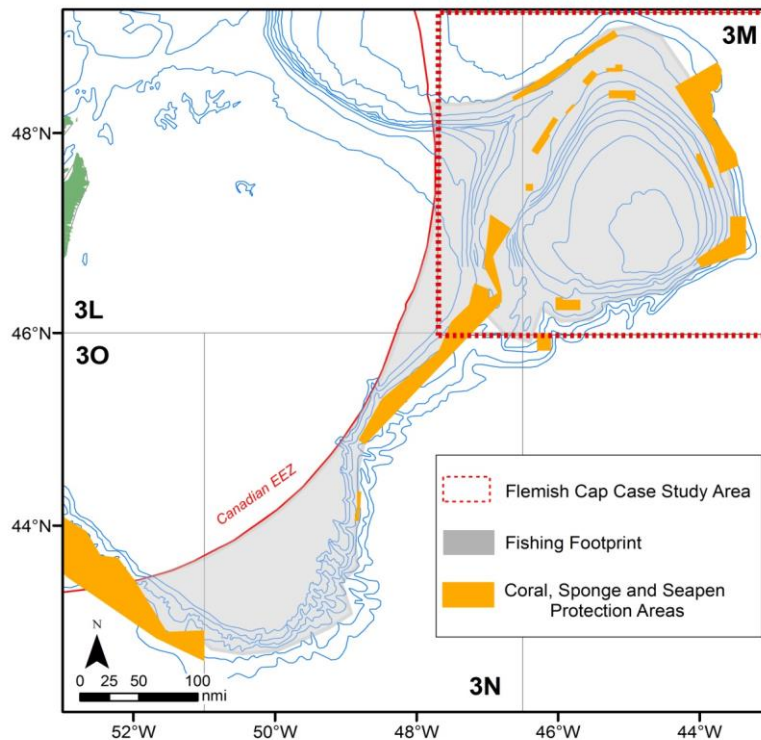 3M
48°N
3L
46°N
3O
Canadian EEZ
44°N
Flemish Cap Case Study Area
Fishing Footprint
Coral, Sponge and Seapen
Protection Areas
N
0 25 50 100
nmi
3N
52°W 50°W 48°W 46°W 44°W